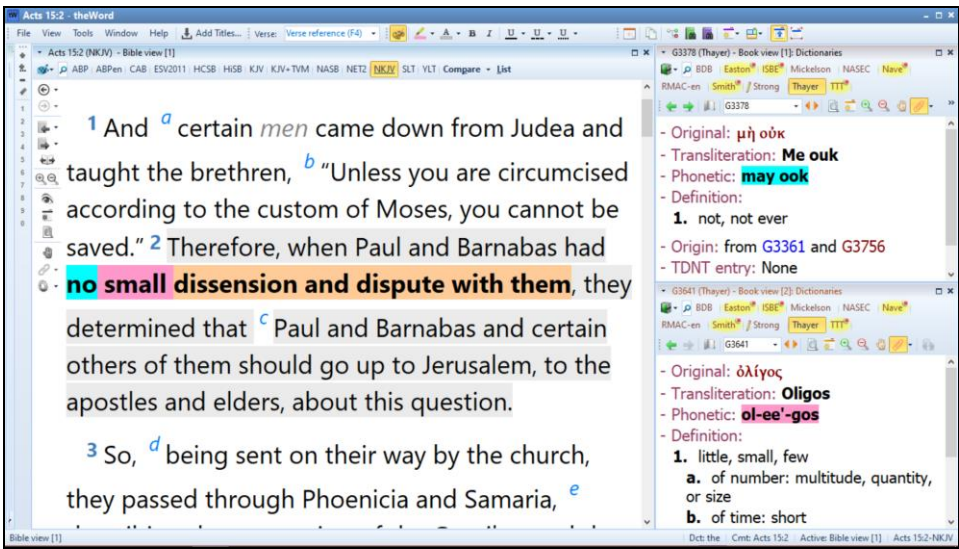 Acts 15:2 - theWord
File View Tools Window Help Add Titles... Verse: Verse reference (F4) B I U U U
Acts 15:2 (NKJV) - Bible view [1]
ABP ABPen CAB ESV2011 HCSB HiSB KJV KJV+TVM NASB NET2 NKJV SLT YLT Compare List
1 And a certain men came down from Judea and
taught the brethren, b “Unless you are circumcised
according to the custom of Moses, you cannot be
saved.” 2 Therefore, when Paul and Barnabas had
no small dissension and dispute with them, they
determined that c Paul and Barnabas and certain
others of them should go up to Jerusalem, to the
apostles and elders, about this question.
3 So, d being sent on their way by the church,
they passed through Phoenicia and Samaria, e
G3378 (Thayer) - Book view [1]: Dictionaries
BDB Easton ISBE Mickelson NASEC Nave
RMAC-en Smith Strong Thayer TTT
G3378
- Original: μὴ οὐκ
- Transliteration: Me ouk
- Phonetic: may ook
- Definition:
1. not, not ever
- Origin: from G3361 and G3756
- TDNT entry: None
G3641 (Thayer) - Book view [2]: Dictionaries
BDB Easton ISBE Mickelson NASEC Nave
RMAC-en Smith Strong Thayer TTT
G3641
- Original: ὀλίγος
- Transliteration: Oligos
- Phonetic: ol-ee'-gos
- Definition:
1. little, small, few
a. of number: multitude, quantity,
or size
b. of time: short
Bible view [1] Dct: the Cmt: Acts 15:2 Active: Bible view [1] Acts 15:2-NKJV